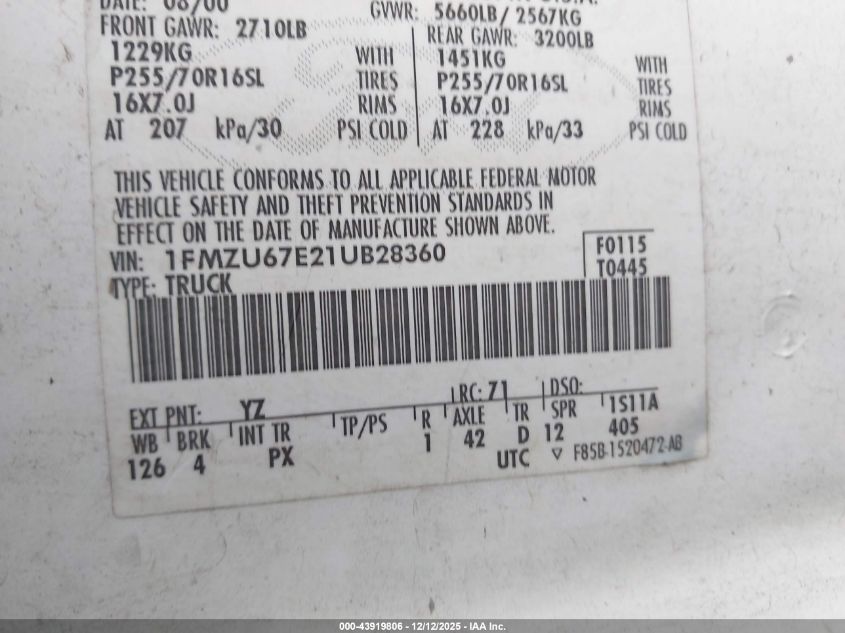 DATE: 08/00
GVWR: 5660LB / 2567KG
FRONT GAWR: 2710LB
REAR GAWR: 3200LB
1229KG WITH 1451KG WITH
P255/70R16SL TIRES P255/70R16SL TIRES
16X7.0J RIMS 16X7.0J RIMS
AT 207 kPa/30 PSI COLD AT 228 kPa/33 PSI COLD
THIS VEHICLE CONFORMS TO ALL APPLICABLE FEDERAL MOTOR
VEHICLE SAFETY AND THEFT PREVENTION STANDARDS IN
EFFECT ON THE DATE OF MANUFACTURE SHOWN ABOVE.
VIN: 1FMZU67E21UB28360
F0115
T0445
TYPE: TRUCK
EXT PNT: YZ RC: 71 DSO:
WB BRK INT TR TP/PS R AXLE TR SPR 1S11A
126 4 PX 1 42 D 12 405
UTC ▽ F85B-1520472-AB
000-43919806 - 12/12/2025 - IAA Inc.